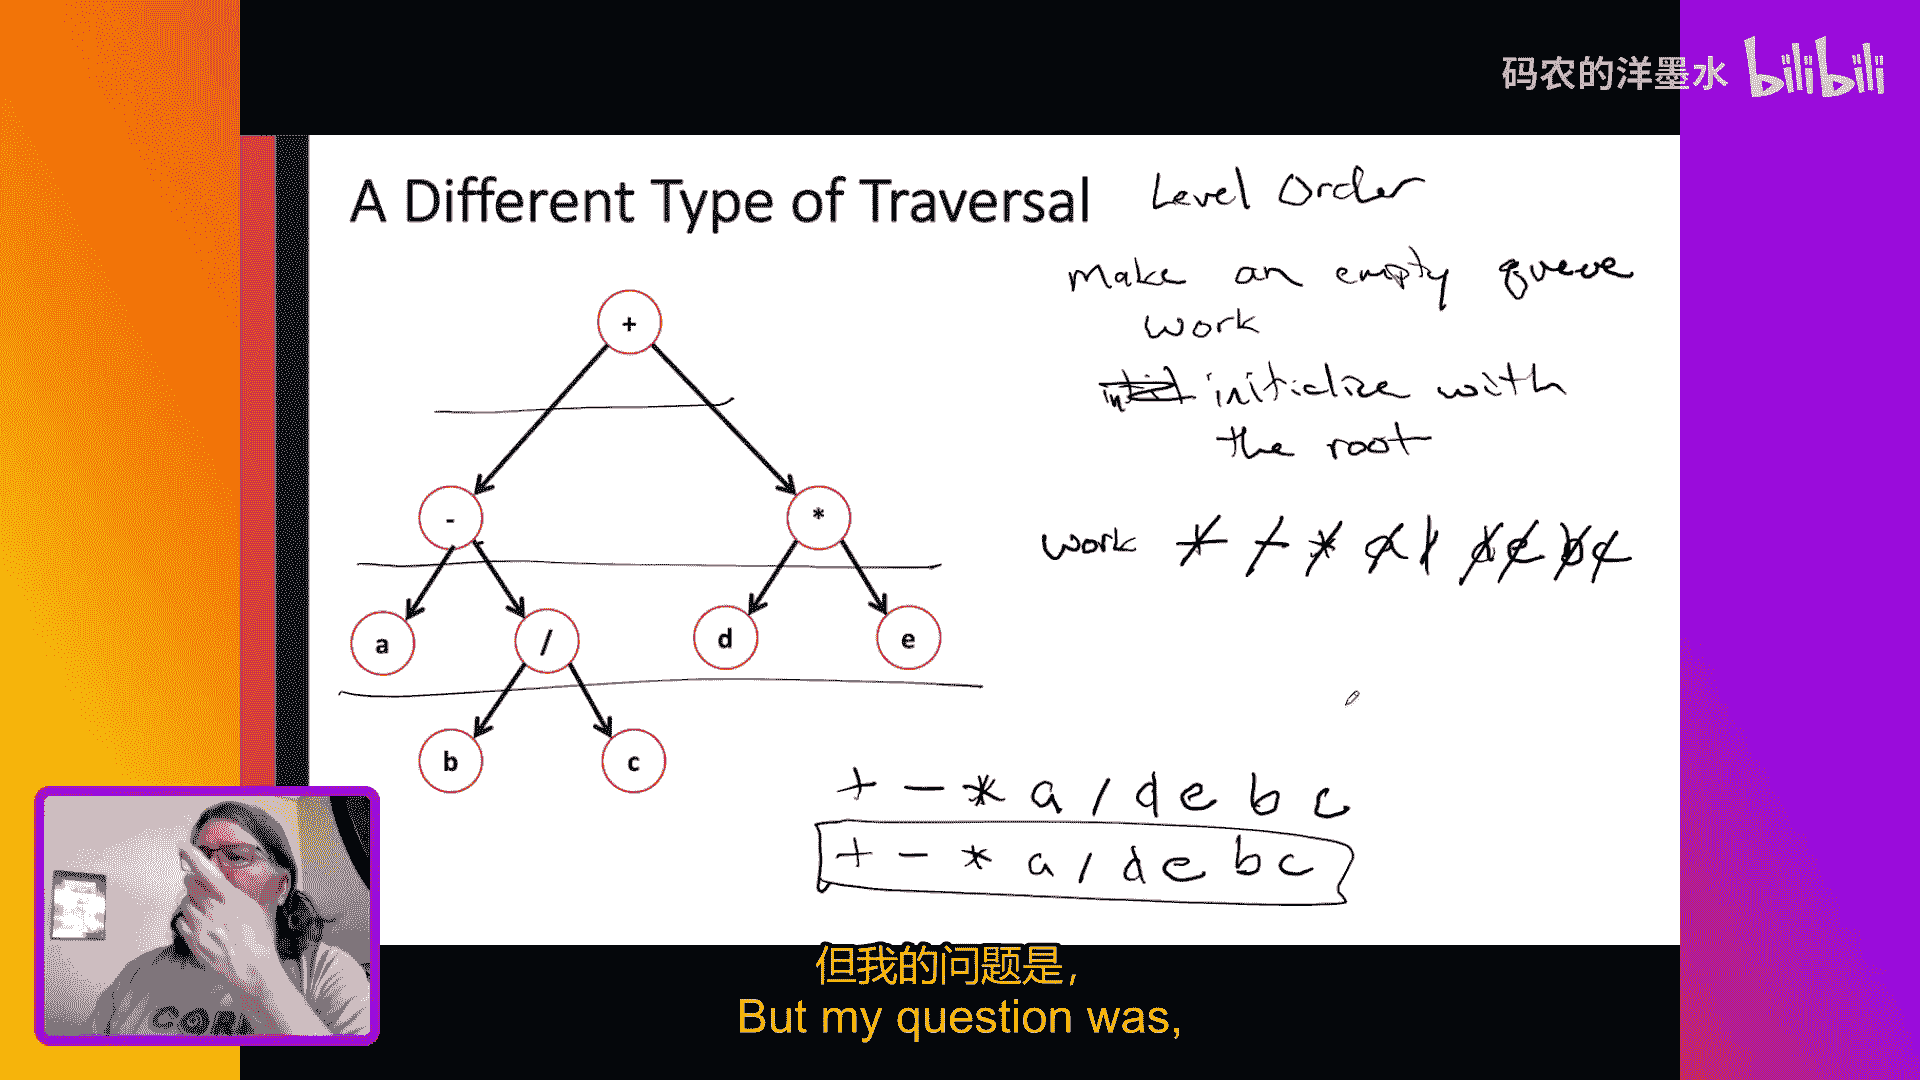 码农的洋墨水 bilibili
A Different Type of Traversal
Level Order
make an empty queue
work
initialize with
the root
+
- *
a / d e
b c
work + - * a / d e b c
+ - * a / d e b c
+ - * a / d e b c
COR
但我的问题是，
But my question was,